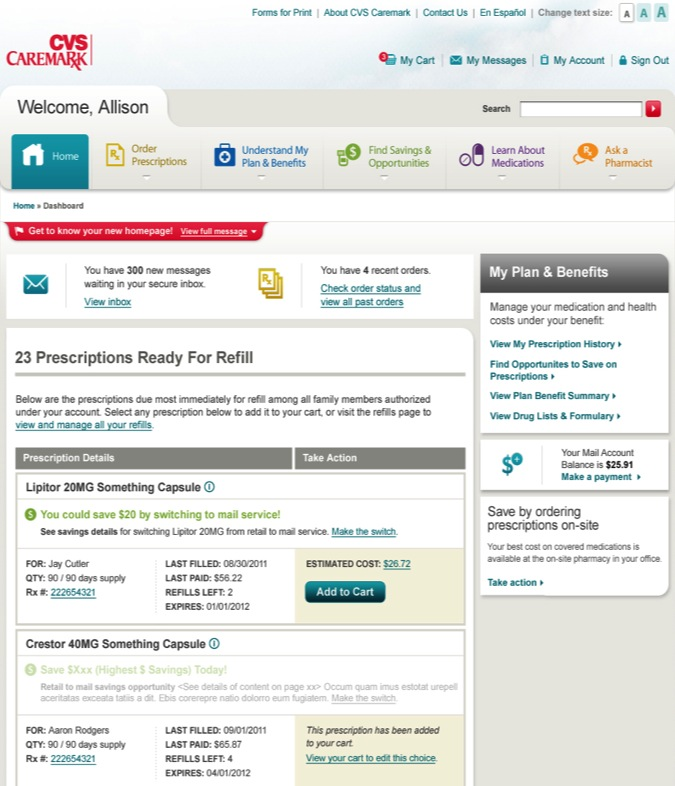 Forms for Print | About CVS Caremark | Contact Us | En Español | Change text size: A A A
CVS
CAREMARK
3 My Cart | My Messages | My Account | Sign Out
Welcome, Allison
Search
Home
Order Prescriptions
Understand My Plan & Benefits
Find Savings & Opportunities
Learn About Medications
Ask a Pharmacist
Home » Dashboard
Get to know your new homepage! View full message
You have 300 new messages
waiting in your secure inbox.
View inbox
You have 4 recent orders.
Check order status and
view all past orders
23 Prescriptions Ready For Refill
Below are the prescriptions due most immediately for refill among all family members authorized
under your account. Select any prescription below to add it to your cart, or visit the refills page to
view and manage all your refills.
Prescription Details
Take Action
Lipitor 20MG Something Capsule
You could save $20 by switching to mail service!
See savings details for switching Lipitor 20MG from retail to mail service. Make the switch.
FOR: Jay Cutler
QTY: 90 / 90 days supply
Rx #: 222654321
LAST FILLED: 08/30/2011
LAST PAID: $56.22
REFILLS LEFT: 2
EXPIRES: 01/01/2012
ESTIMATED COST: $26.72
Add to Cart
Crestor 40MG Something Capsule
Save $Xxx (Highest $ Savings) Today!
Retail to mail savings opportunity <See details of content on page xx> Occum quam imus estotat urepell
aceritatas exceata tatiis a dit. Ebis corerepre natio dolorro eum fugiatem. Make the switch.
FOR: Aaron Rodgers
QTY: 90 / 90 days supply
Rx #: 222654321
LAST FILLED: 09/01/2011
LAST PAID: $65.87
REFILLS LEFT: 4
EXPIRES: 04/01/2012
This prescription has been added
to your cart.
View your cart to edit this choice.
My Plan & Benefits
Manage your medication and health
costs under your benefit:
View My Prescription History
Find Opportunites to Save on
Prescriptions
View Plan Benefit Summary
View Drug Lists & Formulary
Your Mail Account
Balance is $25.91
Make a payment
Save by ordering
prescriptions on-site
Your best cost on covered medications is
available at the on-site pharmacy in your office.
Take action